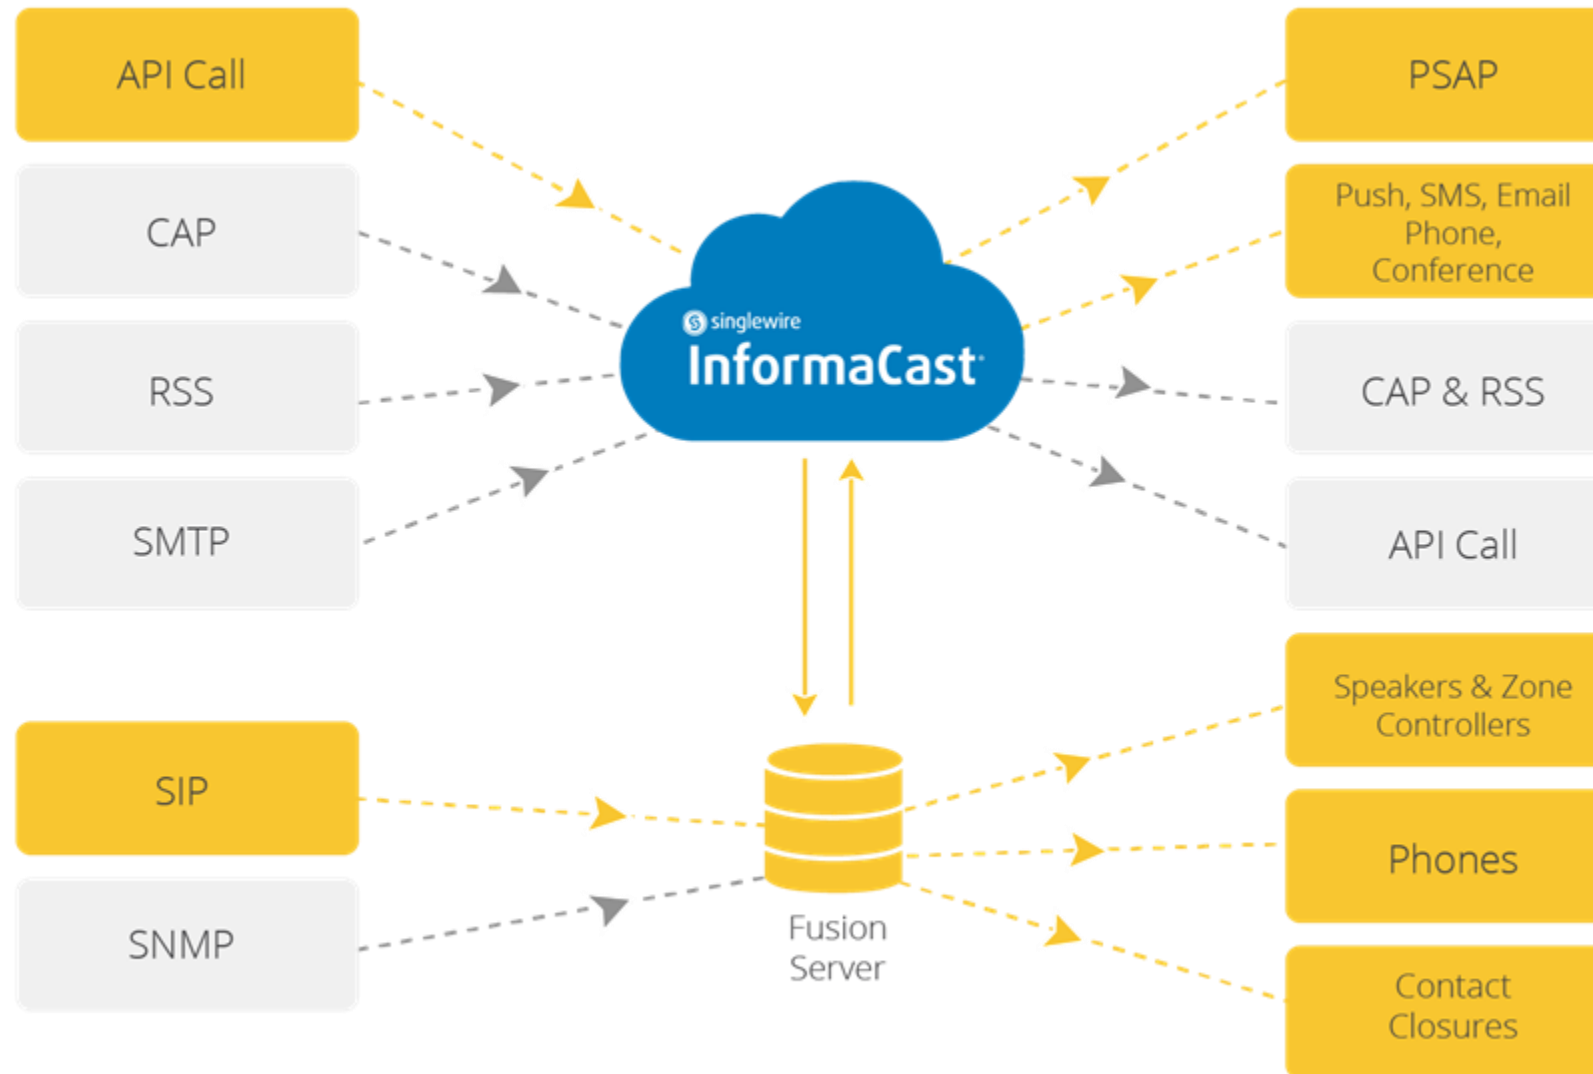 API Call
CAP
RSS
SMTP
SIP
SNMP
singlewire
InformaCast
Fusion
Server
PSAP
Push, SMS, Email
Phone,
Conference
CAP & RSS
API Call
Speakers & Zone
Controllers
Phones
Contact
Closures